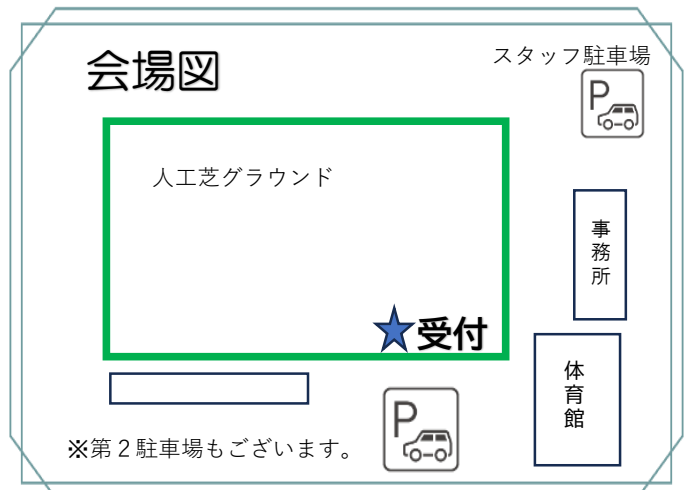 会場図
スタッフ駐車場
P
人工芝グラウンド
事務所
★受付
体育館
P
※第２駐車場もございます。